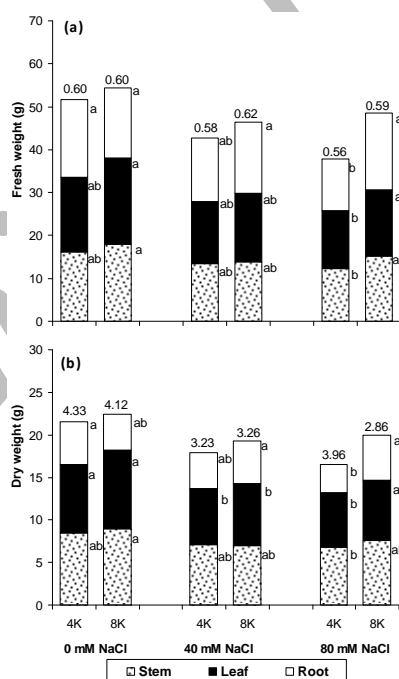 (a)
Fresh weight (g)
70
60
50
40
30
20
10
0
0.60 0.60 0.58 0.62 0.56 0.59
a a ab a b a
ab a ab ab b a
ab a ab ab b a
(b)
Dry weight (g)
30
25
20
15
10
5
0
4.33 4.12 3.23 3.26 3.96 2.86
a ab ab a b a
a a b b b a
ab a ab ab b ab
4K 8K 4K 8K 4K 8K
0 mM NaCl 40 mM NaCl 80 mM NaCl
Stem Leaf Root